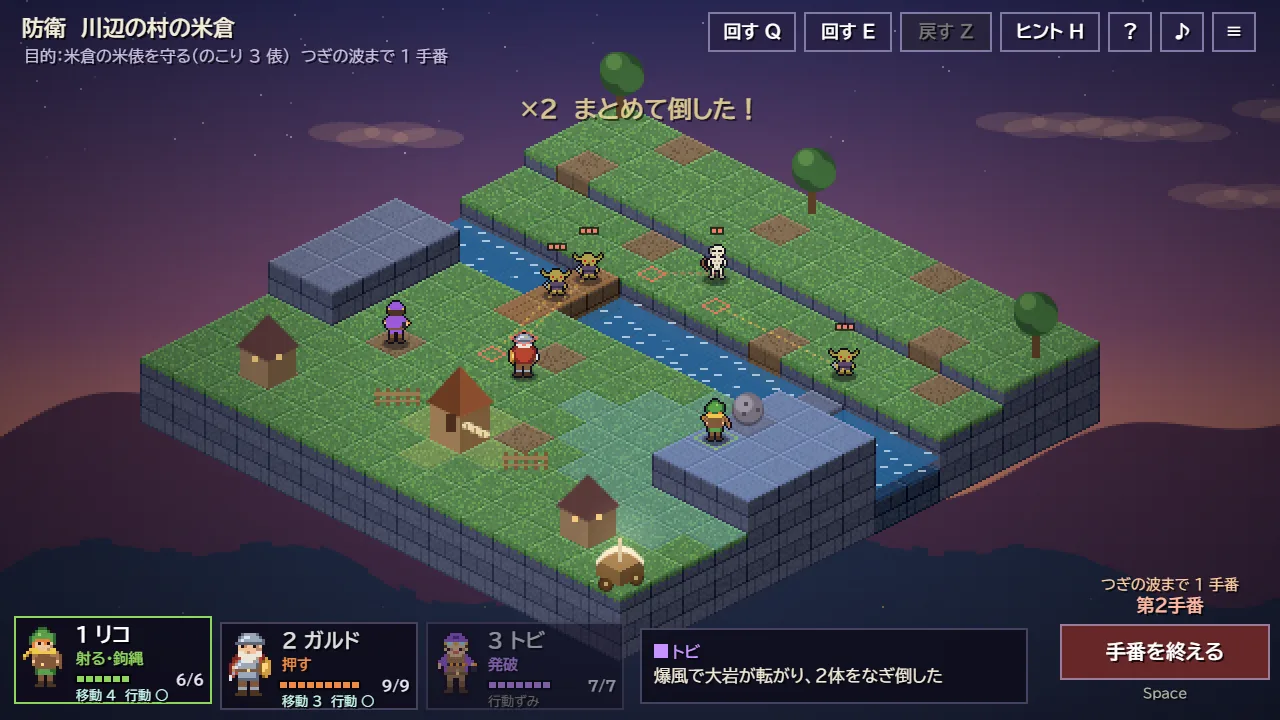 防衛 川辺の村の米倉
目的:米倉の米俵を守る(のこり 3 俵) つぎの波まで 1 手番
回す Q
回す E
戻す Z
ヒント H
?
♪
≡
×2 まとめて倒した！
つぎの波まで 1 手番
第2手番
手番を終える
Space
1 リコ
射る・鉤縄
6/6
移動 4 行動 〇
2 ガルド
押す
9/9
移動 3 行動 〇
3 トビ
発破
7/7
行動ずみ
トビ
爆風で大岩が転がり、2体をなぎ倒した